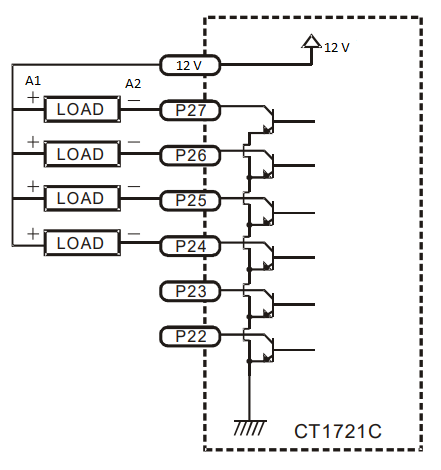 12 V
12 V
A1
A2
+ LOAD − P27
+ LOAD − P26
+ LOAD − P25
+ LOAD − P24
P23
P22
CT1721C